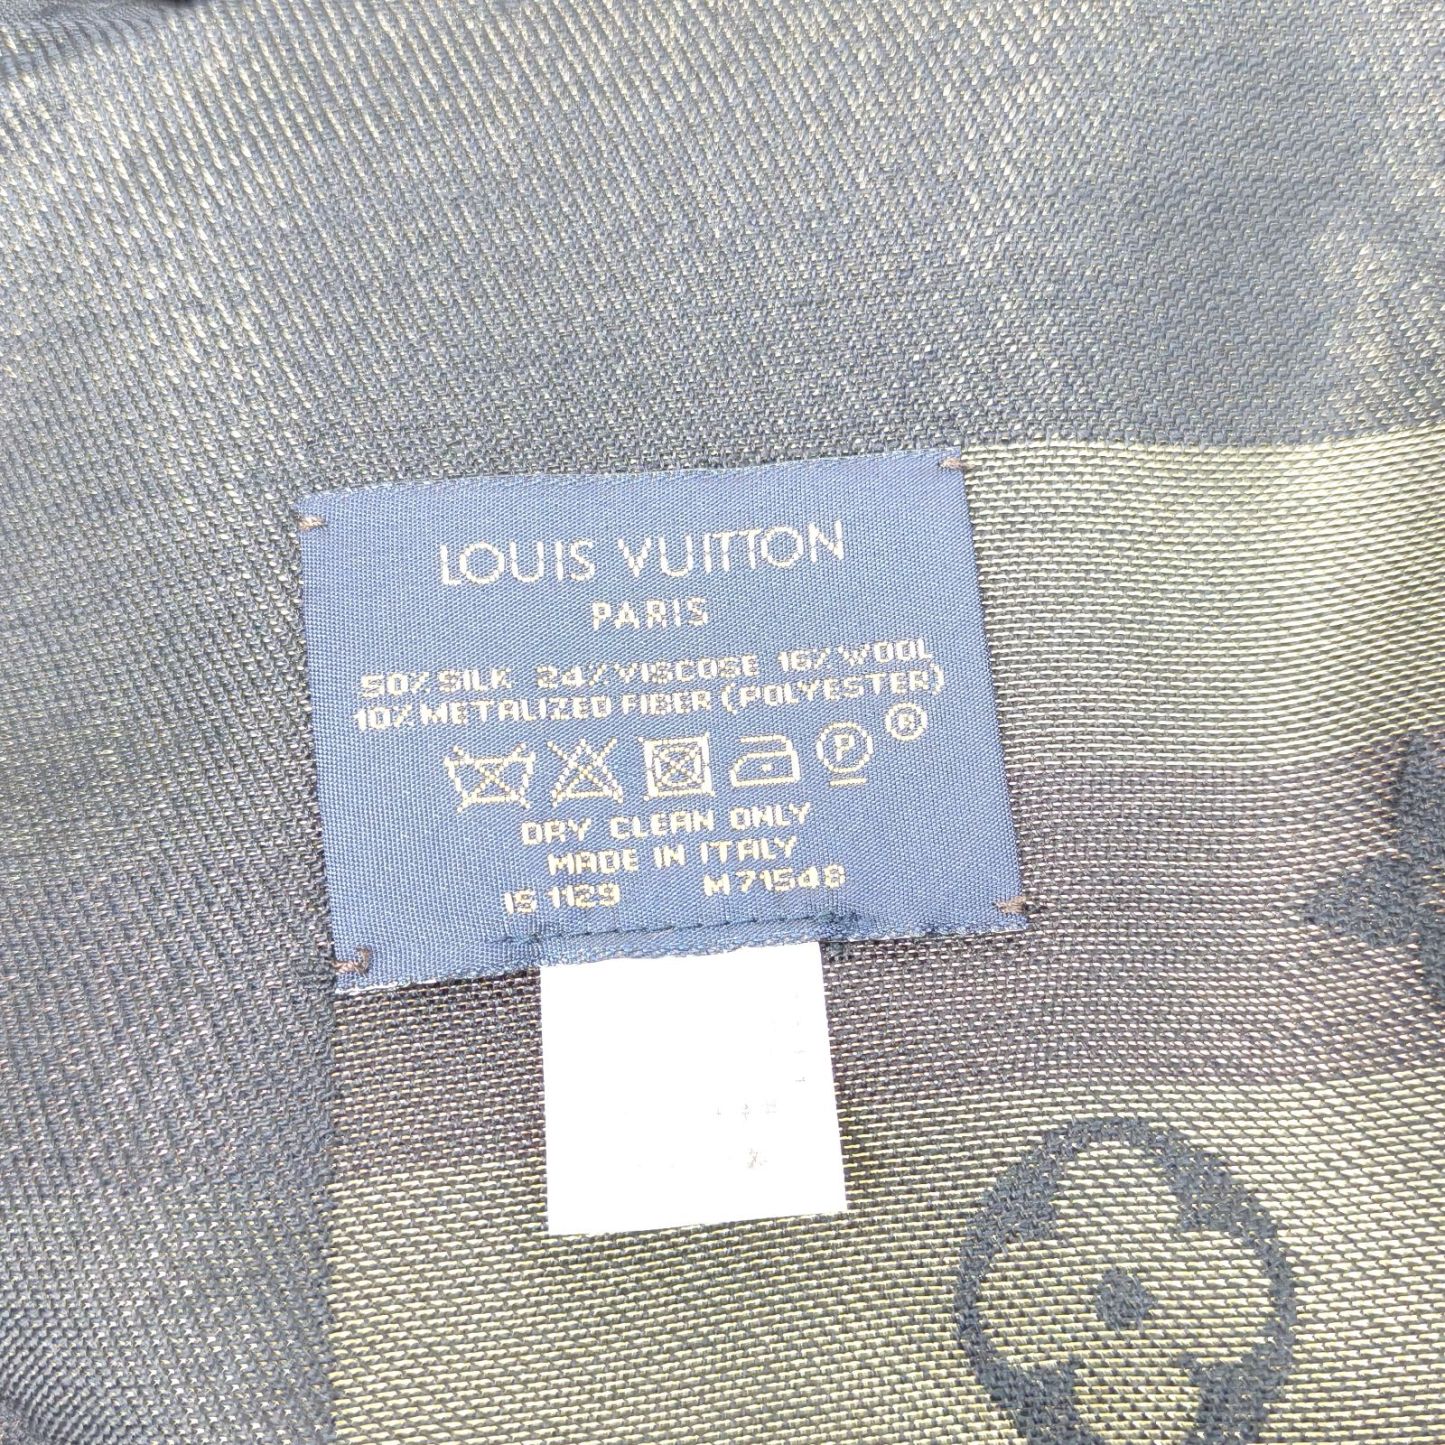 LOUIS VUITTON
PARIS
50% SILK 24% VISCOSE 16% WOOL
10% METALIZED FIBER (POLYESTER)
P ®
DRY CLEAN ONLY
MADE IN ITALY
IS 1129 M71548